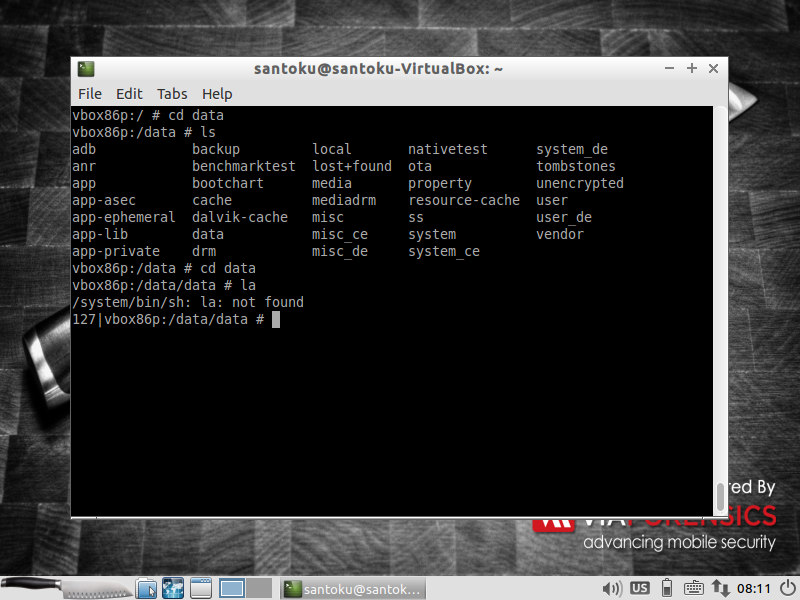 santoku@santoku-VirtualBox: ~
File Edit Tabs Help
vbox86p:/ # cd data
vbox86p:/data # ls
adb backup local nativetest system_de
anr benchmarktest lost+found ota tombstones
app bootchart media property unencrypted
app-asec cache mediadrm resource-cache user
app-ephemeral dalvik-cache misc ss user_de
app-lib data misc_ce system vendor
app-private drm misc_de system_ce
vbox86p:/data # cd data
vbox86p:/data/data # la
/system/bin/sh: la: not found
127|vbox86p:/data/data #
ed By
VIAFORENSICS
advancing mobile security
santoku@santok... US 08:11